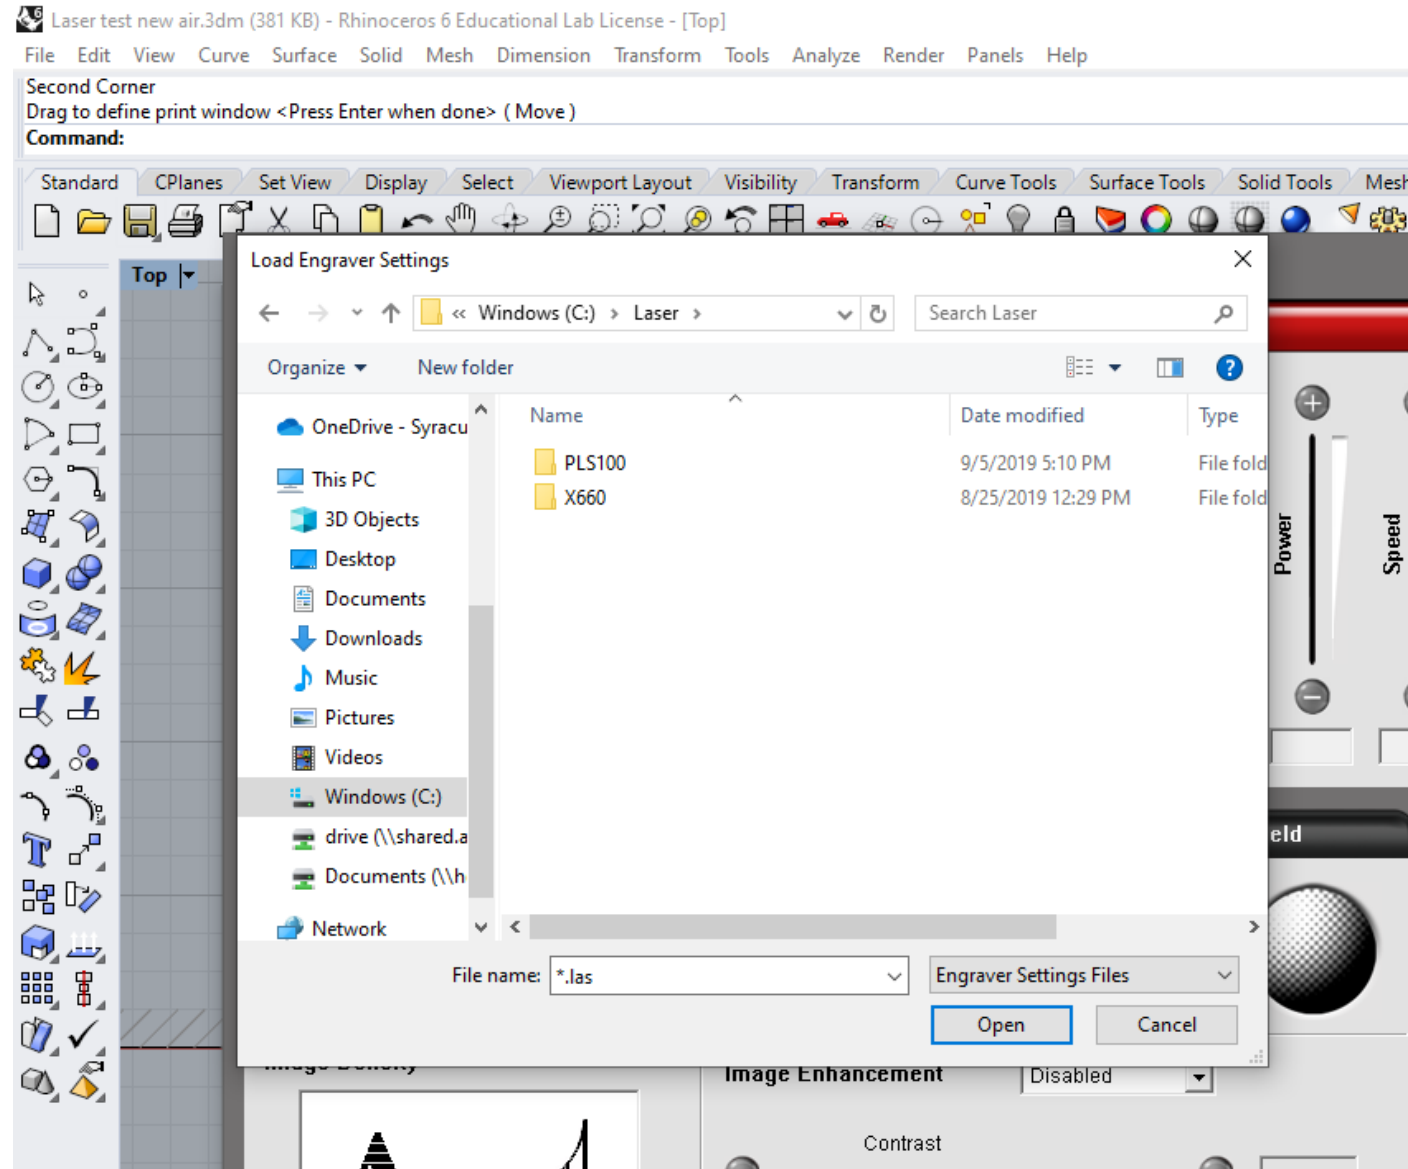 Laser test new air.3dm (381 KB) - Rhinoceros 6 Educational Lab License - [Top]
File Edit View Curve Surface Solid Mesh Dimension Transform Tools Analyze Render Panels Help
Second Corner
Drag to define print window <Press Enter when done> ( Move )
Command:
Standard CPlanes Set View Display Select Viewport Layout Visibility Transform Curve Tools Surface Tools Solid Tools Mesh
Top
Load Engraver Settings
« Windows (C:) › Laser ›
Search Laser
Organize New folder
Name Date modified Type
OneDrive - Syracu
This PC
3D Objects
Desktop
Documents
Downloads
Music
Pictures
Videos
Windows (C:)
drive (\\shared.a
Documents (\\h
Network
PLS100 9/5/2019 5:10 PM File fold
X660 8/25/2019 12:29 PM File fold
File name: *.las Engraver Settings Files
Open Cancel
Power
Speed
eld
Image Density
Image Enhancement Disabled
Contrast